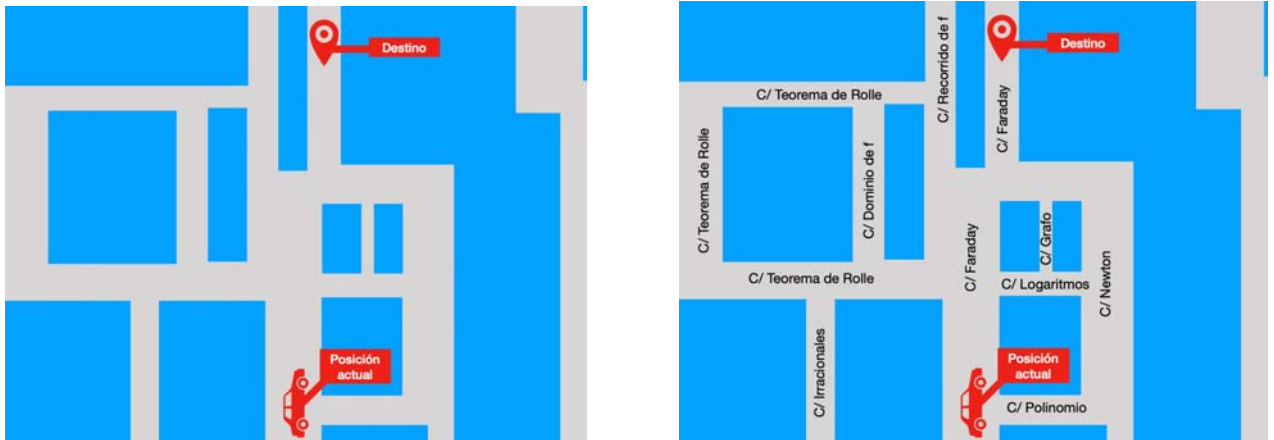 Destino
Posición
actual
C/ Recorrido de f
Destino
C/ Teorema de Rolle
C/ Faraday
C/ Teorema de Rolle
C/ Dominio de f
C/ Grafo
C/ Faraday
C/ Teorema de Rolle
C/ Logaritmos
C/ Newton
C/ Irracionales
Posición
actual
C/ Polinomio